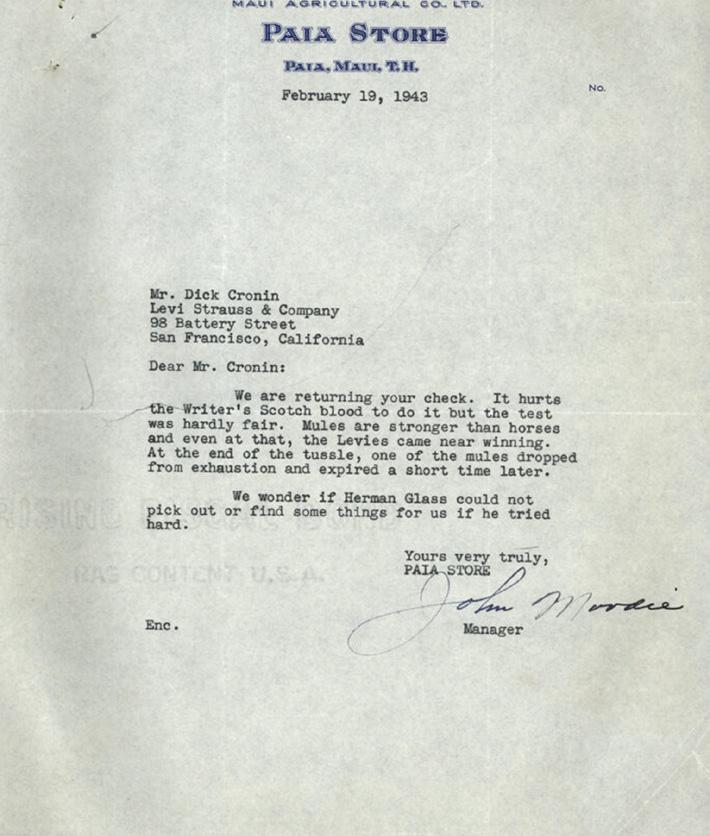 MAUI AGRICULTURAL CO. LTD.
PAIA STORE
PAIA, MAUI, T.H.
No.
February 19, 1943
Mr. Dick Cronin
Levi Strauss & Company
98 Battery Street
San Francisco, California
Dear Mr. Cronin:
We are returning your check. It hurts
the Writer's Scotch blood to do it but the test
was hardly fair. Mules are stronger than horses
and even at that, the Levies came near winning.
At the end of the tussle, one of the mules dropped
from exhaustion and expired a short time later.
We wonder if Herman Glass could not
pick out or find some things for us if he tried
hard.
Yours very truly,
PAIA STORE
John Moodie
Enc.
Manager
RAG CONTENT U.S.A.